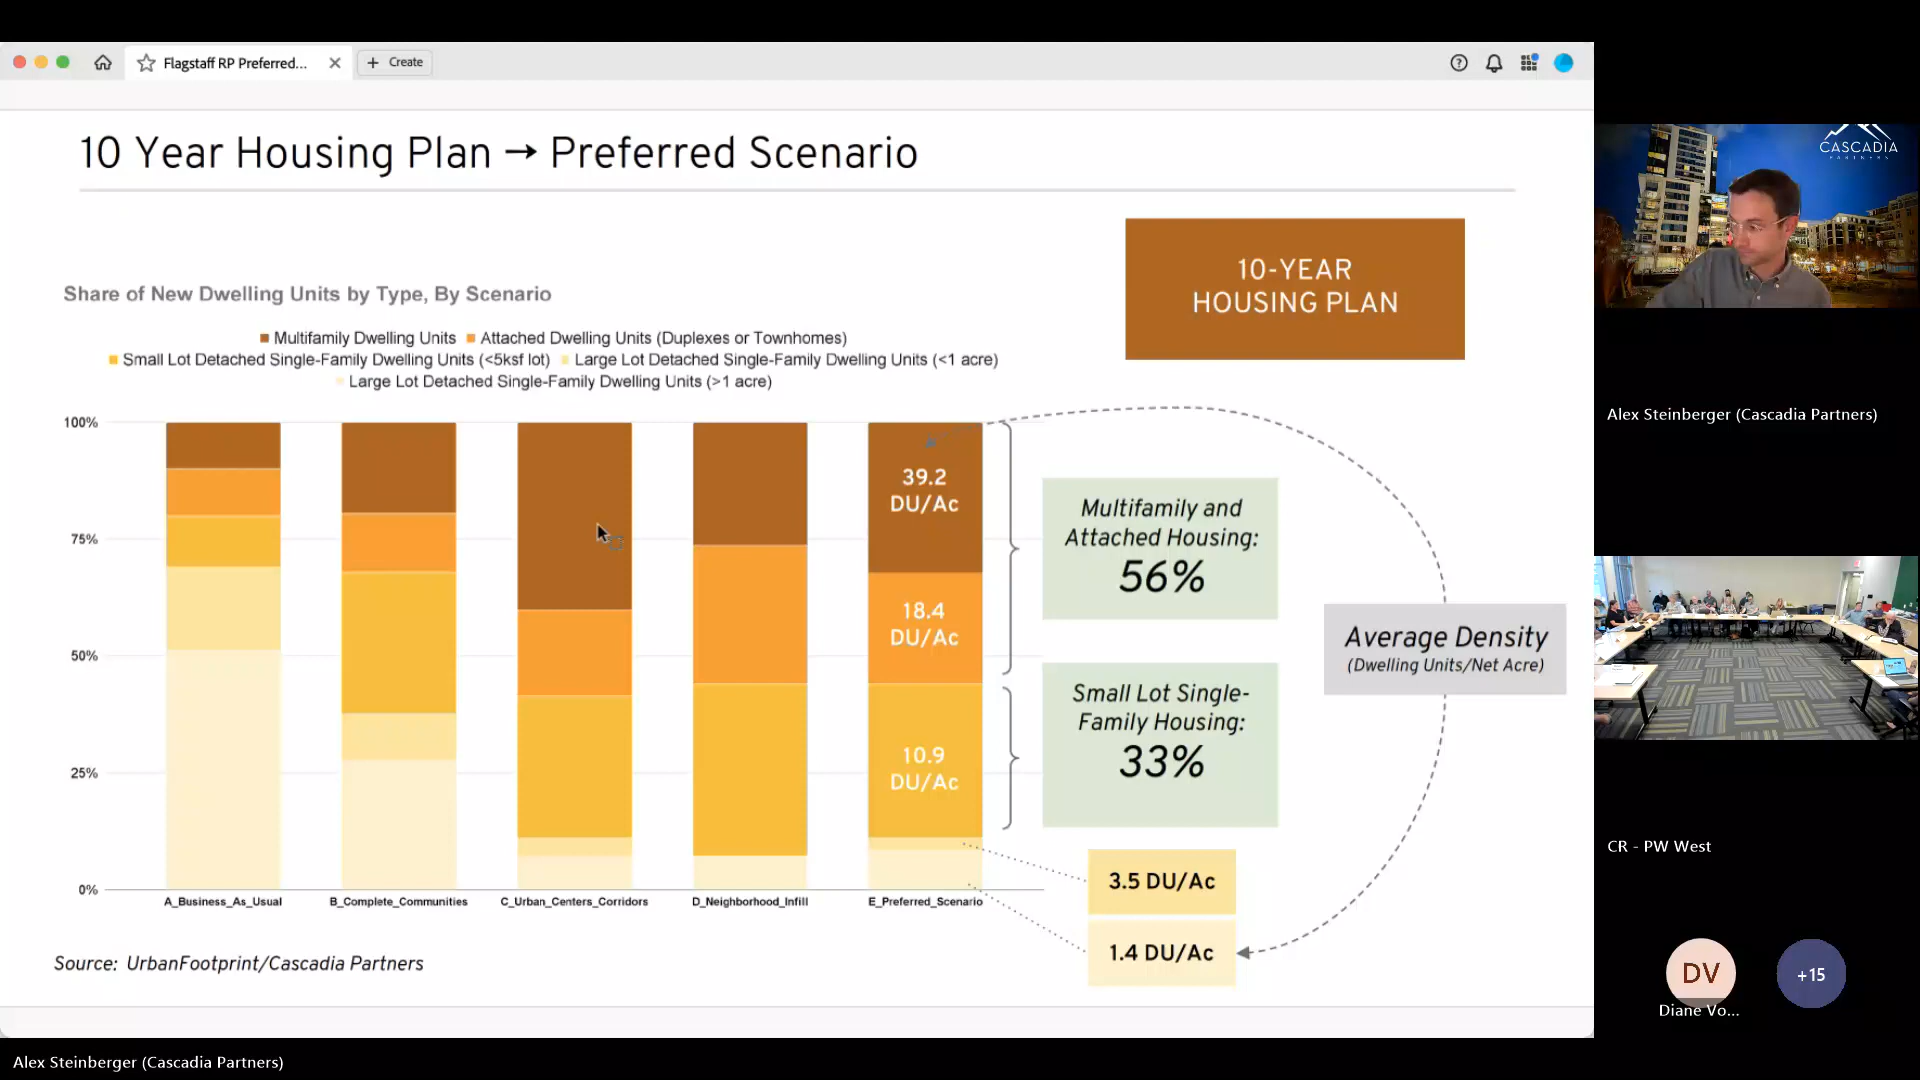 Flagstaff RP Preferred...
Create
10 Year Housing Plan → Preferred Scenario
10-YEAR
HOUSING PLAN
Share of New Dwelling Units by Type, By Scenario
Multifamily Dwelling Units
Attached Dwelling Units (Duplexes or Townhomes)
Small Lot Detached Single-Family Dwelling Units (<5ksf lot)
Large Lot Detached Single-Family Dwelling Units (<1 acre)
Large Lot Detached Single-Family Dwelling Units (>1 acre)
100%
75%
50%
25%
0%
39.2
DU/Ac
18.4
DU/Ac
10.9
DU/Ac
A_Business_As_Usual
B_Complete_Communities
C_Urban_Centers_Corridors
D_Neighborhood_Infill
E_Preferred_Scenario
Multifamily and
Attached Housing:
56%
Small Lot Single-
Family Housing:
33%
3.5 DU/Ac
1.4 DU/Ac
Average Density
(Dwelling Units/Net Acre)
Source: UrbanFootprint/Cascadia Partners
CASCADIA
PARTNERS
Alex Steinberger (Cascadia Partners)
CR - PW West
DV
Diane Vo...
+15
Alex Steinberger (Cascadia Partners)